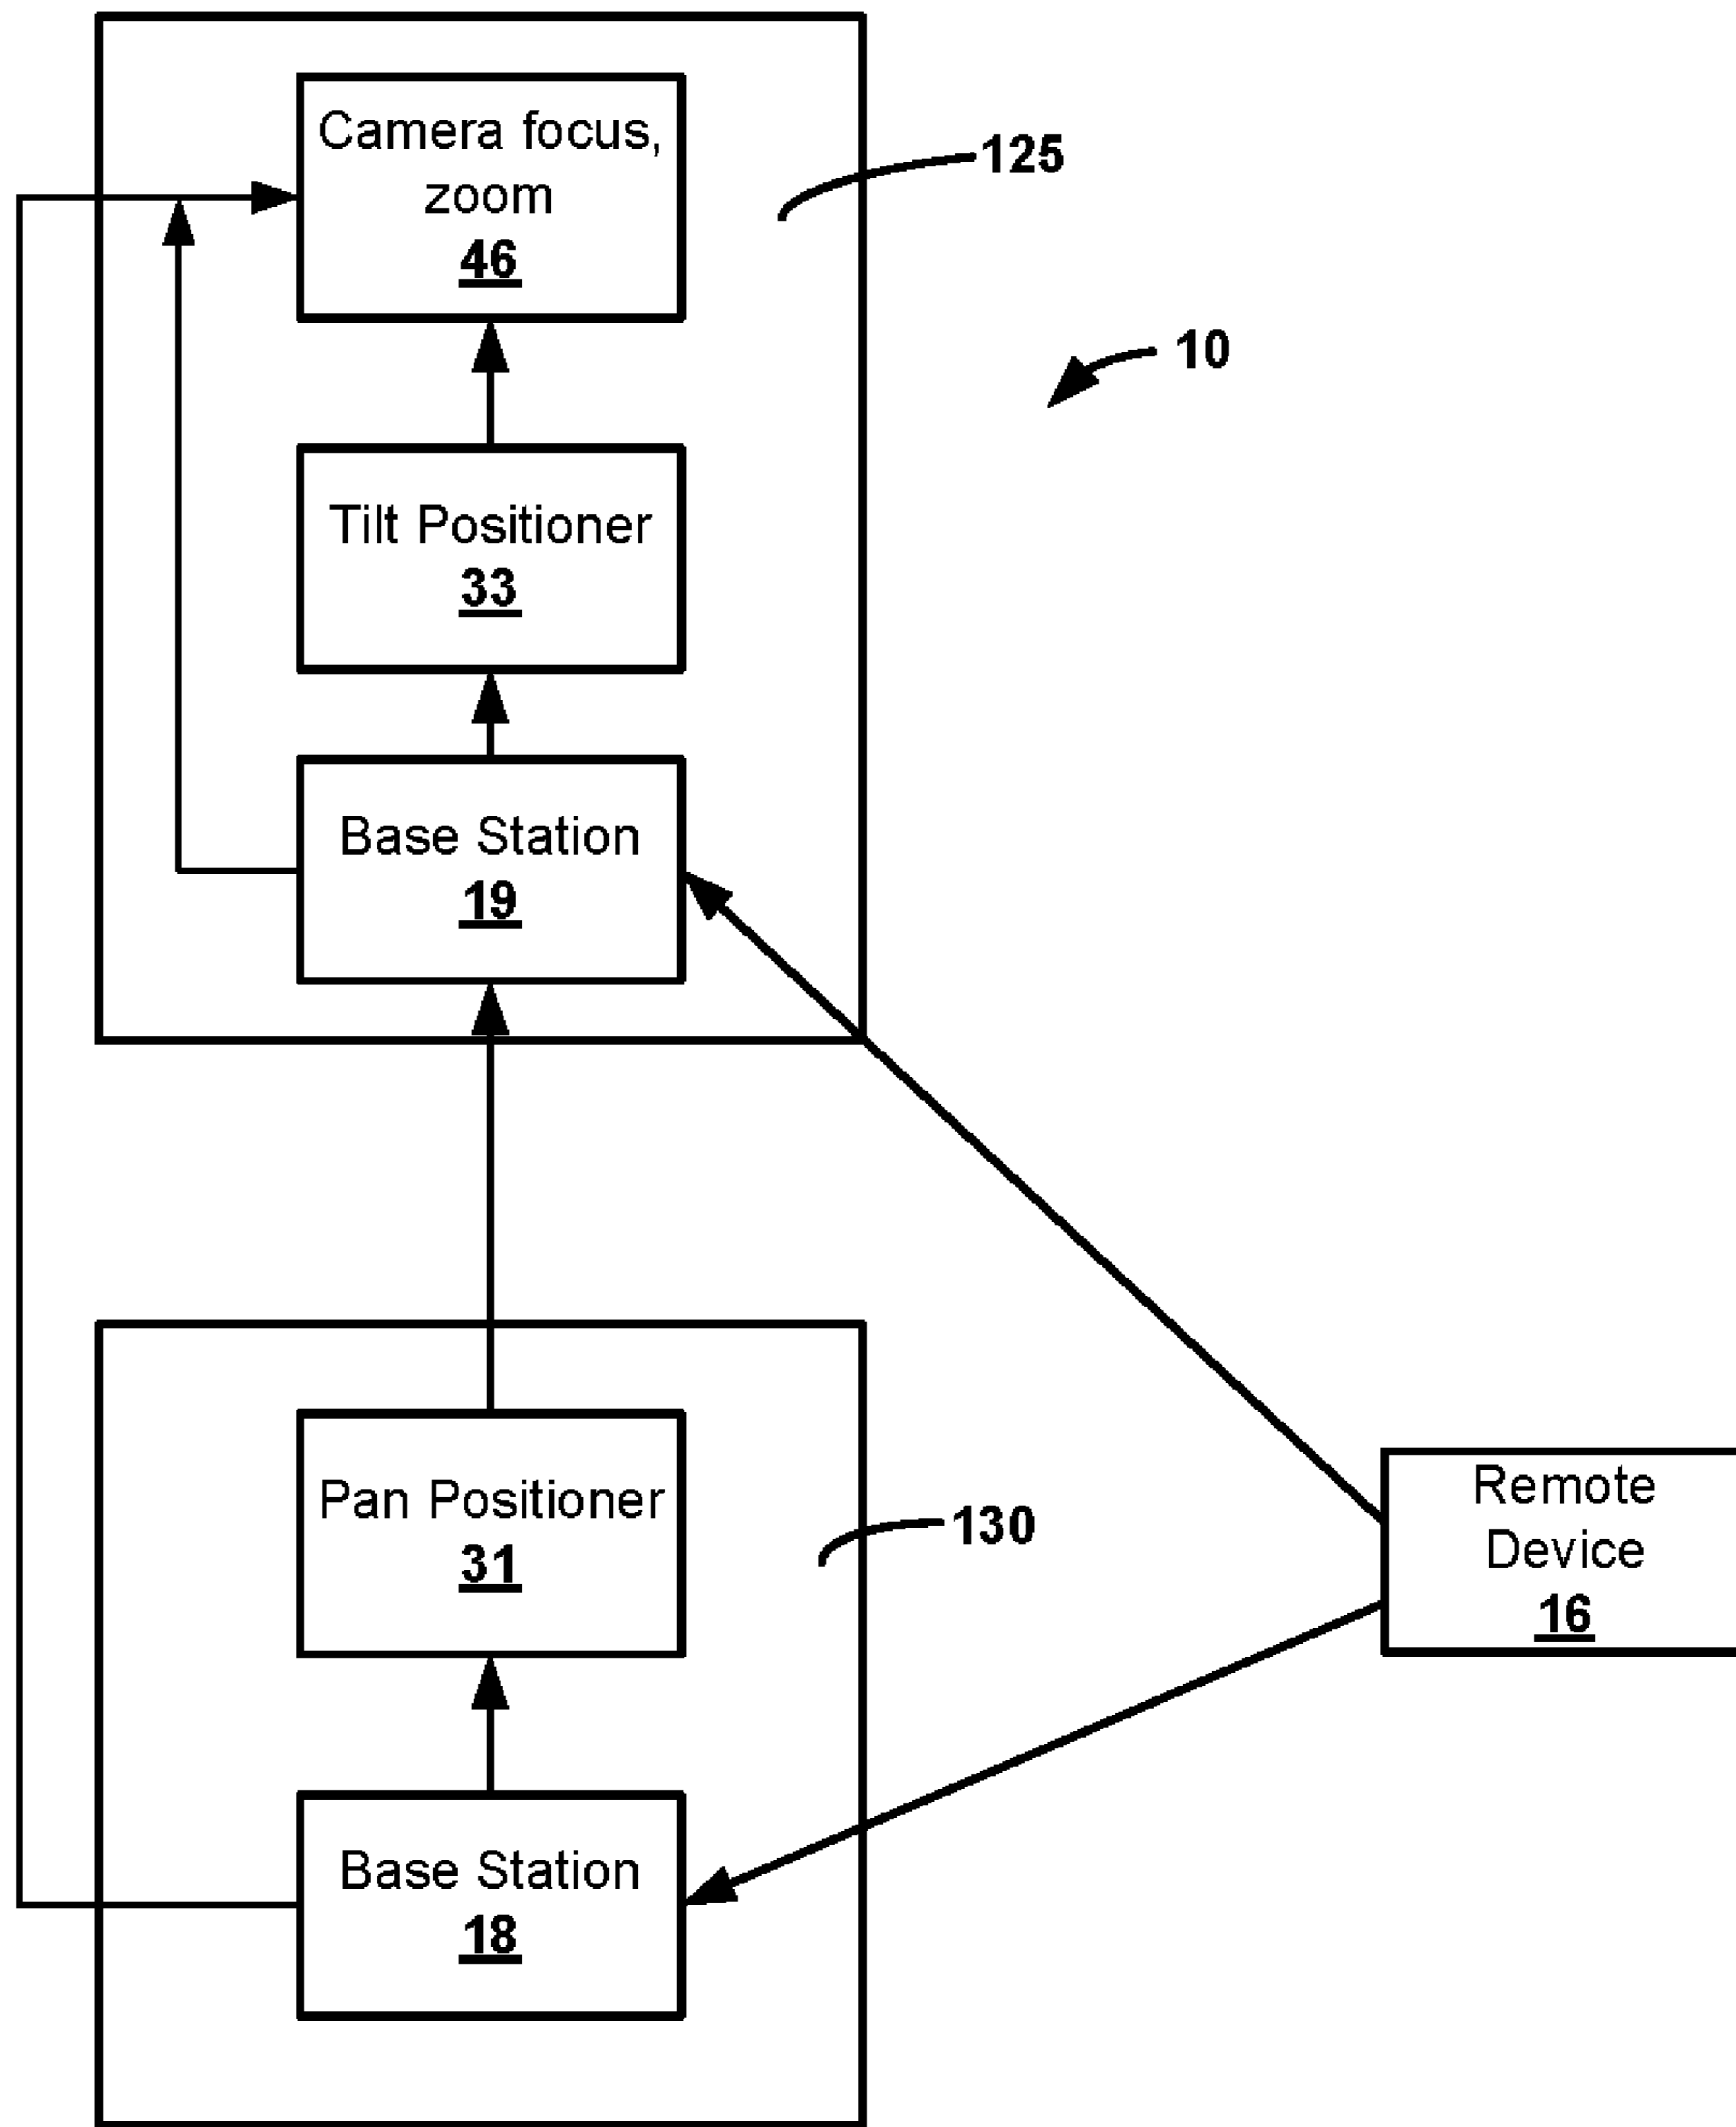 Camera focus,
zoom
46
125
10
Tilt Positioner
33
Base Station
19
Pan Positioner
31
130
Remote
Device
16
Base Station
18